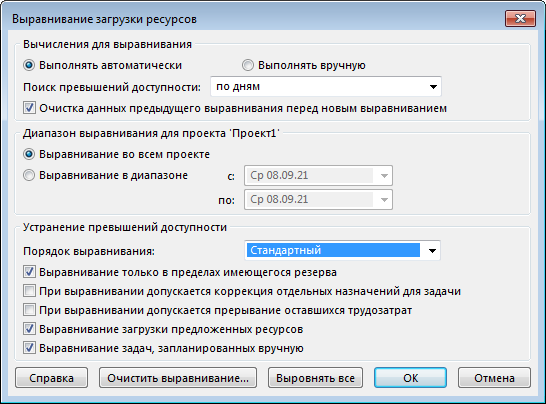 Выравнивание загрузки ресурсов
Вычисления для выравнивания
Выполнять автоматически Выполнять вручную
Поиск превышений доступности: по дням
Очистка данных предыдущего выравнивания перед новым выравниванием
Диапазон выравнивания для проекта 'Проект1'
Выравнивание во всем проекте
Выравнивание в диапазоне с: Ср 08.09.21
по: Ср 08.09.21
Устранение превышений доступности
Порядок выравнивания: Стандартный
Выравнивание только в пределах имеющегося резерва
При выравнивании допускается коррекция отдельных назначений для задачи
При выравнивании допускается прерывание оставшихся трудозатрат
Выравнивание загрузки предложенных ресурсов
Выравнивание задач, запланированных вручную
Справка Очистить выравнивание... Выровнять все ОК Отмена